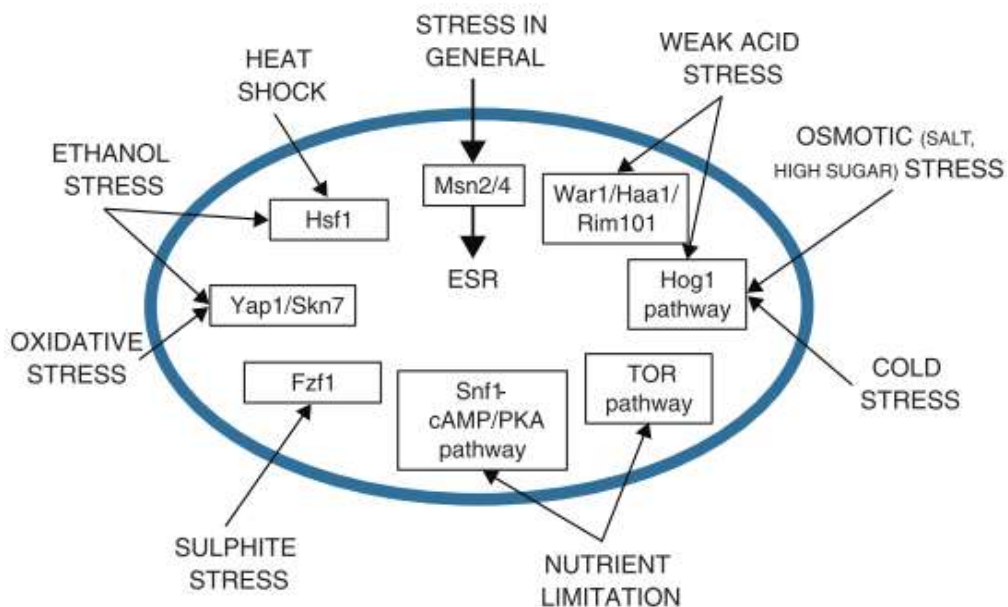 STRESS IN
GENERAL
HEAT
SHOCK
WEAK ACID
STRESS
ETHANOL
STRESS
OSMOTIC (SALT,
HIGH SUGAR) STRESS
Msn2/4
War1/Haa1/
Rim101
Hsf1
ESR
Hog1
pathway
Yap1/Skn7
OXIDATIVE
STRESS
Fzf1
Snf1-
cAMP/PKA
pathway
TOR
pathway
COLD
STRESS
SULPHITE
STRESS
NUTRIENT
LIMITATION